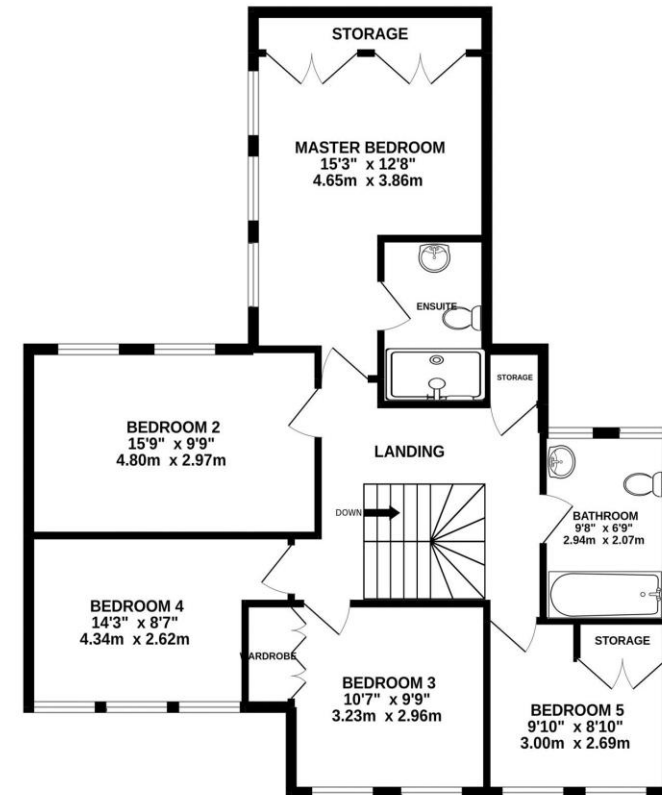 STORAGE
MASTER BEDROOM
15'3" x 12'8"
4.65m x 3.86m
ENSUITE
STORAGE
BEDROOM 2
15'9" x 9'9"
4.80m x 2.97m
LANDING
DOWN
BATHROOM
9'8" x 6'9"
2.94m x 2.07m
BEDROOM 4
14'3" x 8'7"
4.34m x 2.62m
WARDROBE
BEDROOM 3
10'7" x 9'9"
3.23m x 2.96m
STORAGE
BEDROOM 5
9'10" x 8'10"
3.00m x 2.69m